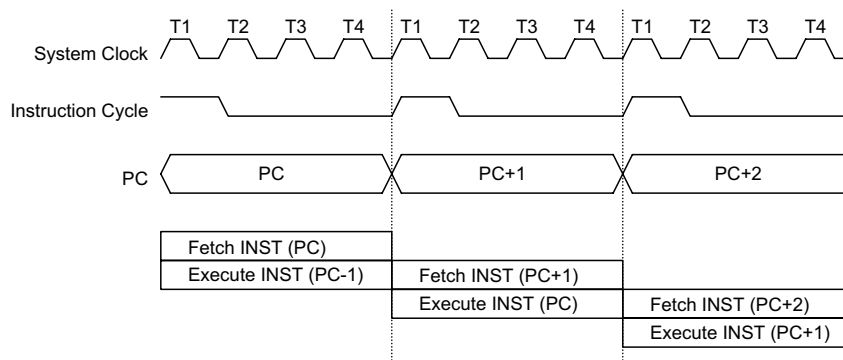 T1 T2 T3 T4 T1 T2 T3 T4 T1 T2 T3 T4
System Clock
Instruction Cycle
PC PC PC+1 PC+2
Fetch INST (PC)
Execute INST (PC-1) Fetch INST (PC+1)
Execute INST (PC) Fetch INST (PC+2)
Execute INST (PC+1)